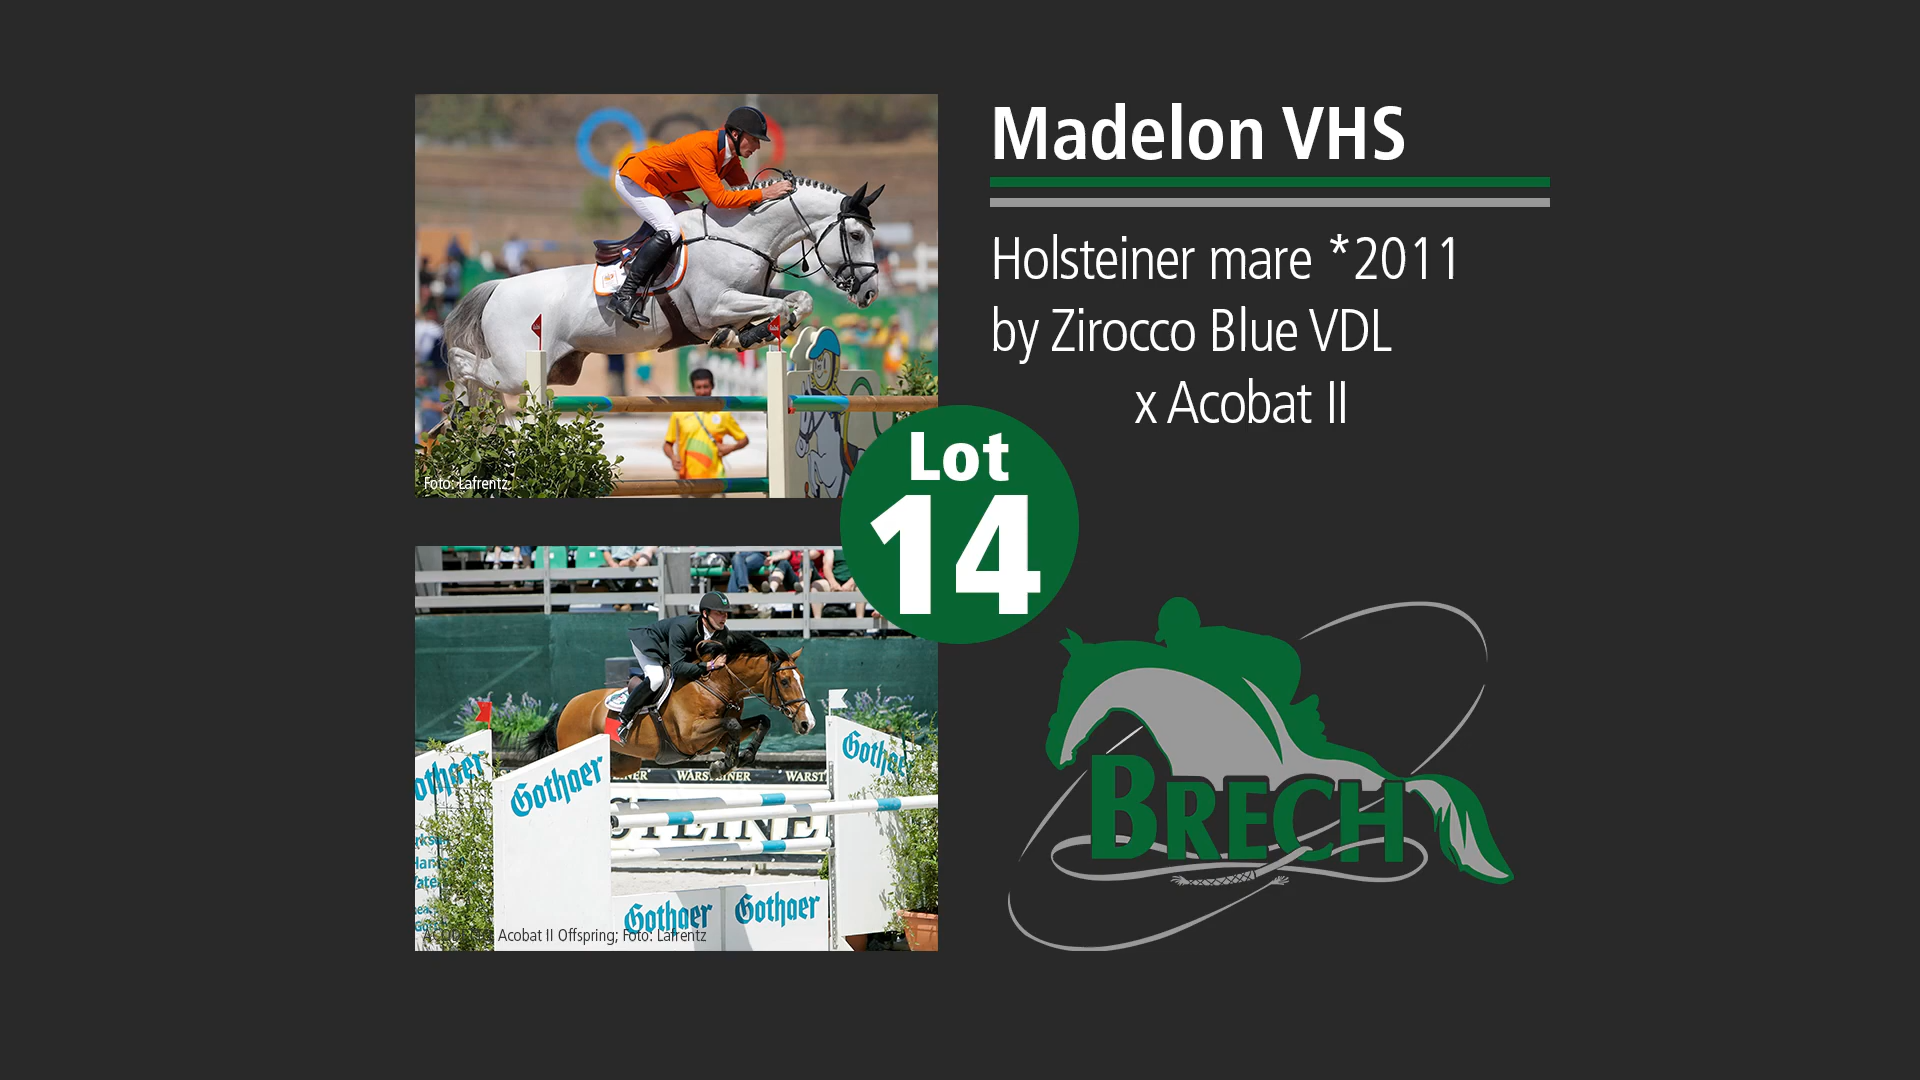 Madelon VHS
Holsteiner mare *2011
by Zirocco Blue VDL
x Acobat II
Foto: Lafrentz
Lot
14
Gothaer
Gothaer
WARSTEINER
Acobat II Offspring; Foto: Lafrentz
Gothaer
Gothaer
BRECH